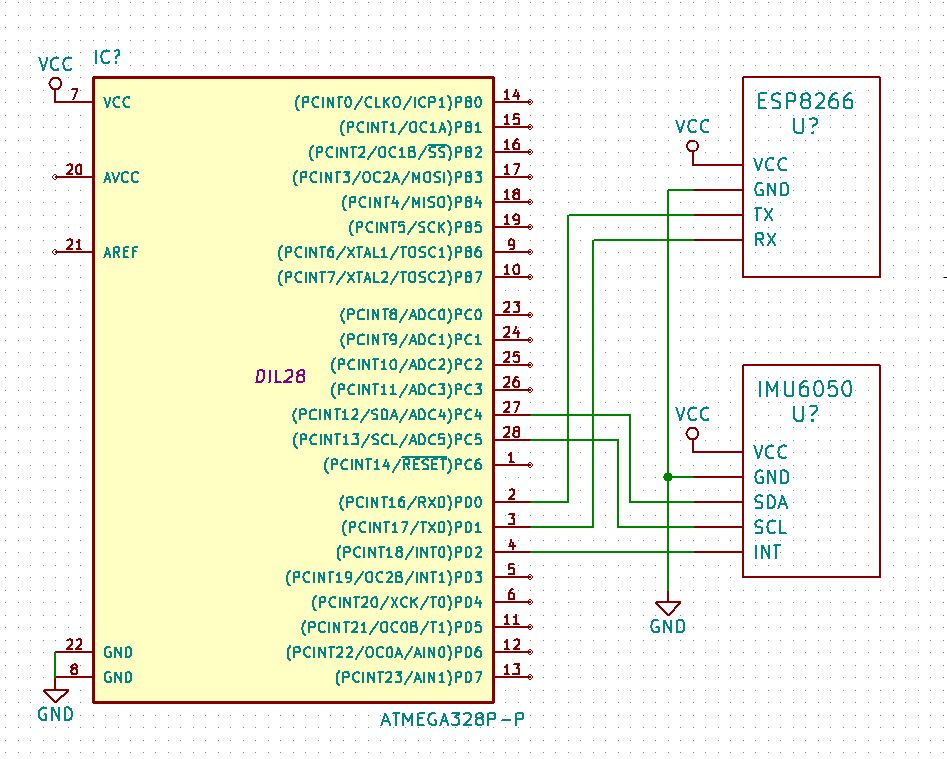 IC?
VCC
7 VCC
20 AVCC
21 AREF
22 GND
8 GND
GND
DIL28
(PCINT0/CLKO/ICP1)PB0 14
(PCINT1/OC1A)PB1 15
(PCINT2/OC1B/SS)PB2 16
(PCINT3/OC2A/MOSI)PB3 17
(PCINT4/MISO)PB4 18
(PCINT5/SCK)PB5 19
(PCINT6/XTAL1/TOSC1)PB6 9
(PCINT7/XTAL2/TOSC2)PB7 10
(PCINT8/ADC0)PC0 23
(PCINT9/ADC1)PC1 24
(PCINT10/ADC2)PC2 25
(PCINT11/ADC3)PC3 26
(PCINT12/SDA/ADC4)PC4 27
(PCINT13/SCL/ADC5)PC5 28
(PCINT14/RESET)PC6 1
(PCINT16/RXD)PD0 2
(PCINT17/TXD)PD1 3
(PCINT18/INT0)PD2 4
(PCINT19/OC2B/INT1)PD3 5
(PCINT20/XCK/T0)PD4 6
(PCINT21/OC0B/T1)PD5 11
(PCINT22/OC0A/AIN0)PD6 12
(PCINT23/AIN1)PD7 13
ATMEGA328P-P
ESP8266
U?
VCC
VCC
GND
TX
RX
IMU6050
U?
VCC
VCC
GND
SDA
SCL
INT
GND